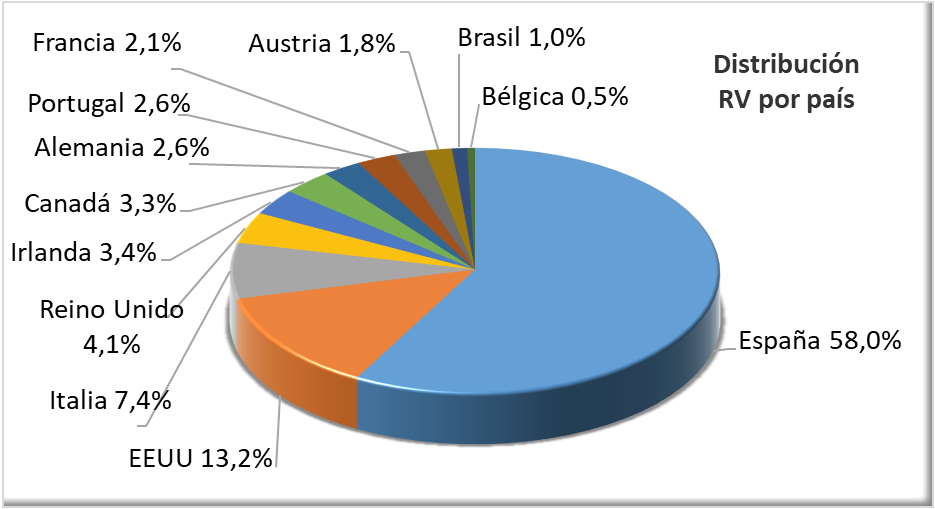 Distribución
RV por país
Francia 2,1%
Austria 1,8%
Brasil 1,0%
Bélgica 0,5%
Portugal 2,6%
Alemania 2,6%
Canadá 3,3%
Irlanda 3,4%
Reino Unido
4,1%
Italia 7,4%
EEUU 13,2%
España 58,0%